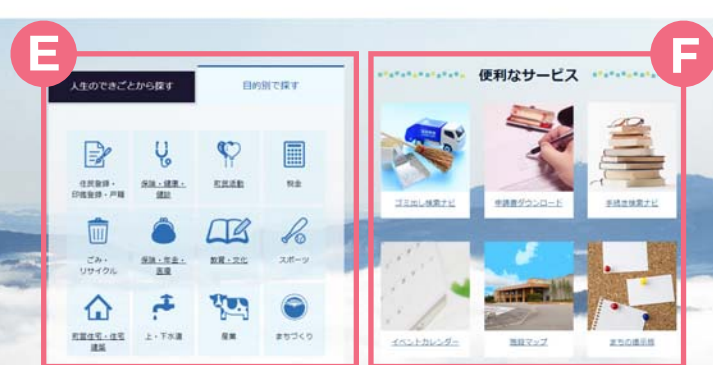 E
F
人生のできごとから探す
目的別で探す
住民登録・
印鑑登録・戸籍
保険・健康・
健診
町民活動
税金
ごみ・
リサイクル
保険・年金・
医療
教育・文化
スポーツ
町営住宅・住宅
建築
上・下水道
産業
まちづくり
便利なサービス
ゴミ出し検索ナビ
申請書ダウンロード
手続き検索ナビ
イベントカレンダー
施設マップ
まちの掲示板